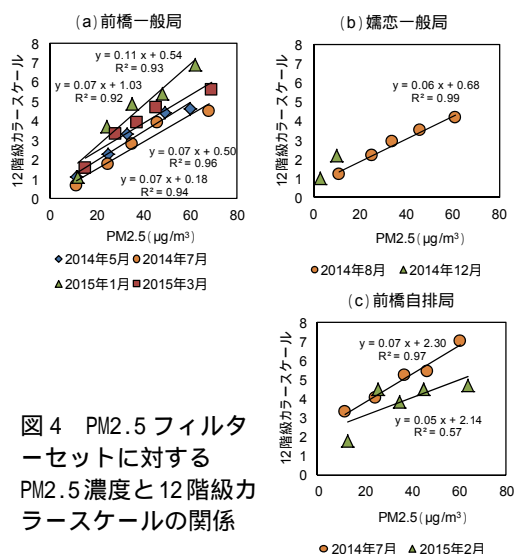 (a) 前橋一般局
12階級カラースケール
8
7
6
5
4
3
2
1
0
y = 0.11 x + 0.54
R² = 0.93
y = 0.07 x + 1.03
R² = 0.92
y = 0.07 x + 0.50
R² = 0.96
y = 0.07 x + 0.18
R² = 0.94
0 20 40 60 80
PM2.5(μg/m³)
2014年5月 2014年7月
2015年1月 2015年3月
(b) 嬬恋一般局
12階級カラースケール
8
7
6
5
4
3
2
1
0
y = 0.06 x + 0.68
R² = 0.99
0 20 40 60 80
PM2.5(μg/m³)
2014年8月 2014年12月
(c) 前橋自排局
12階級カラースケール
8
7
6
5
4
3
2
1
0
y = 0.07 x + 2.30
R² = 0.97
y = 0.05 x + 2.14
R² = 0.57
0 20 40 60 80
PM2.5(μg/m³)
2014年7月 2015年2月
図4 PM2.5フィルタ
ーセットに対する
PM2.5濃度と12階級カ
ラースケールの関係